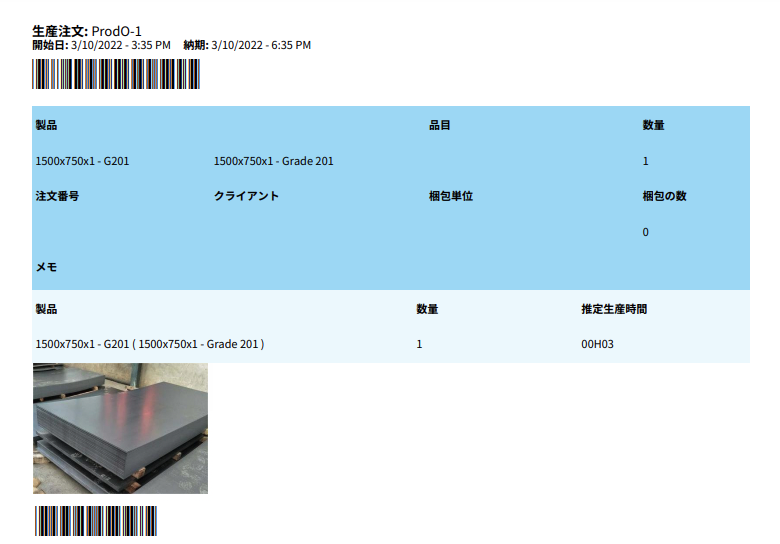 生産注文: ProdO-1
開始日: 3/10/2022 - 3:35 PM 納期: 3/10/2022 - 6:35 PM
製品 品目 数量
1500x750x1 - G201 1500x750x1 - Grade 201 1
注文番号 クライアント 梱包単位 梱包の数
0
メモ
製品 数量 推定生産時間
1500x750x1 - G201 ( 1500x750x1 - Grade 201 ) 1 00H03